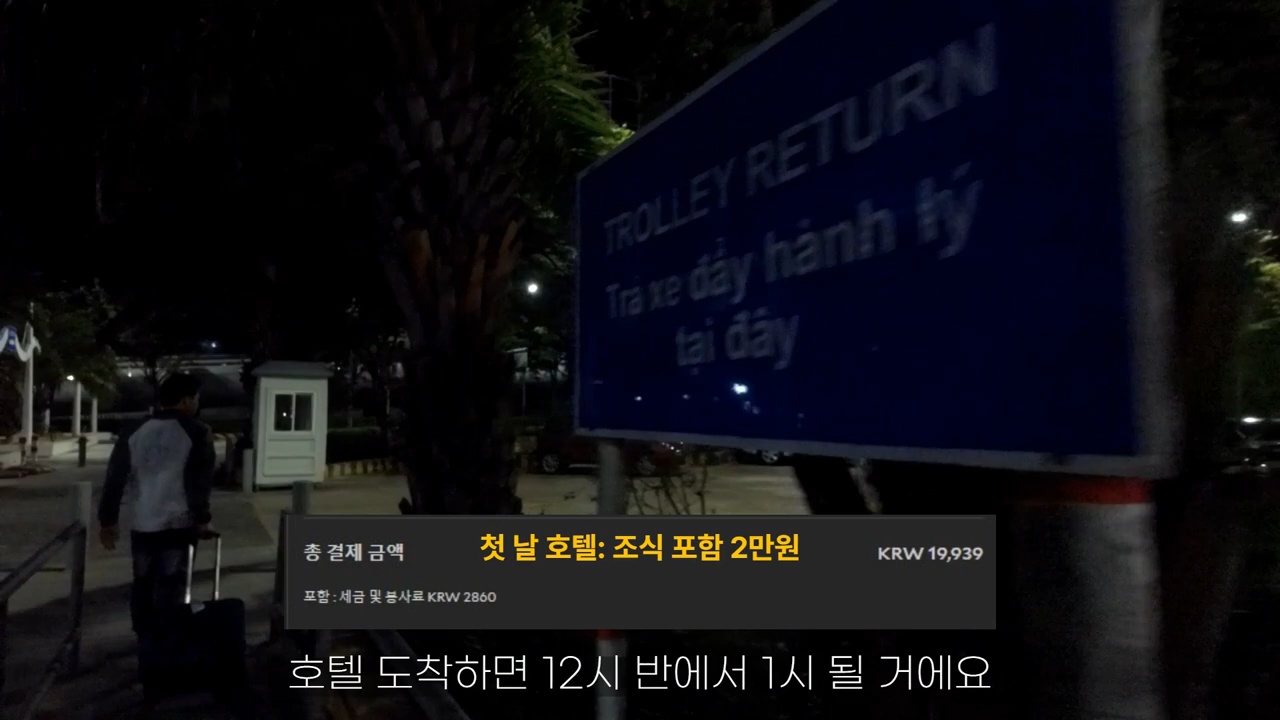 TROLLEY RETURN
Trả xe đẩy hành lý
tại đây
총 결제 금액
첫 날 호텔: 조식 포함 2만원
KRW 19,939
포함 : 세금 및 봉사료 KRW 2860
호텔 도착하면 12시 반에서 1시 될 거에요